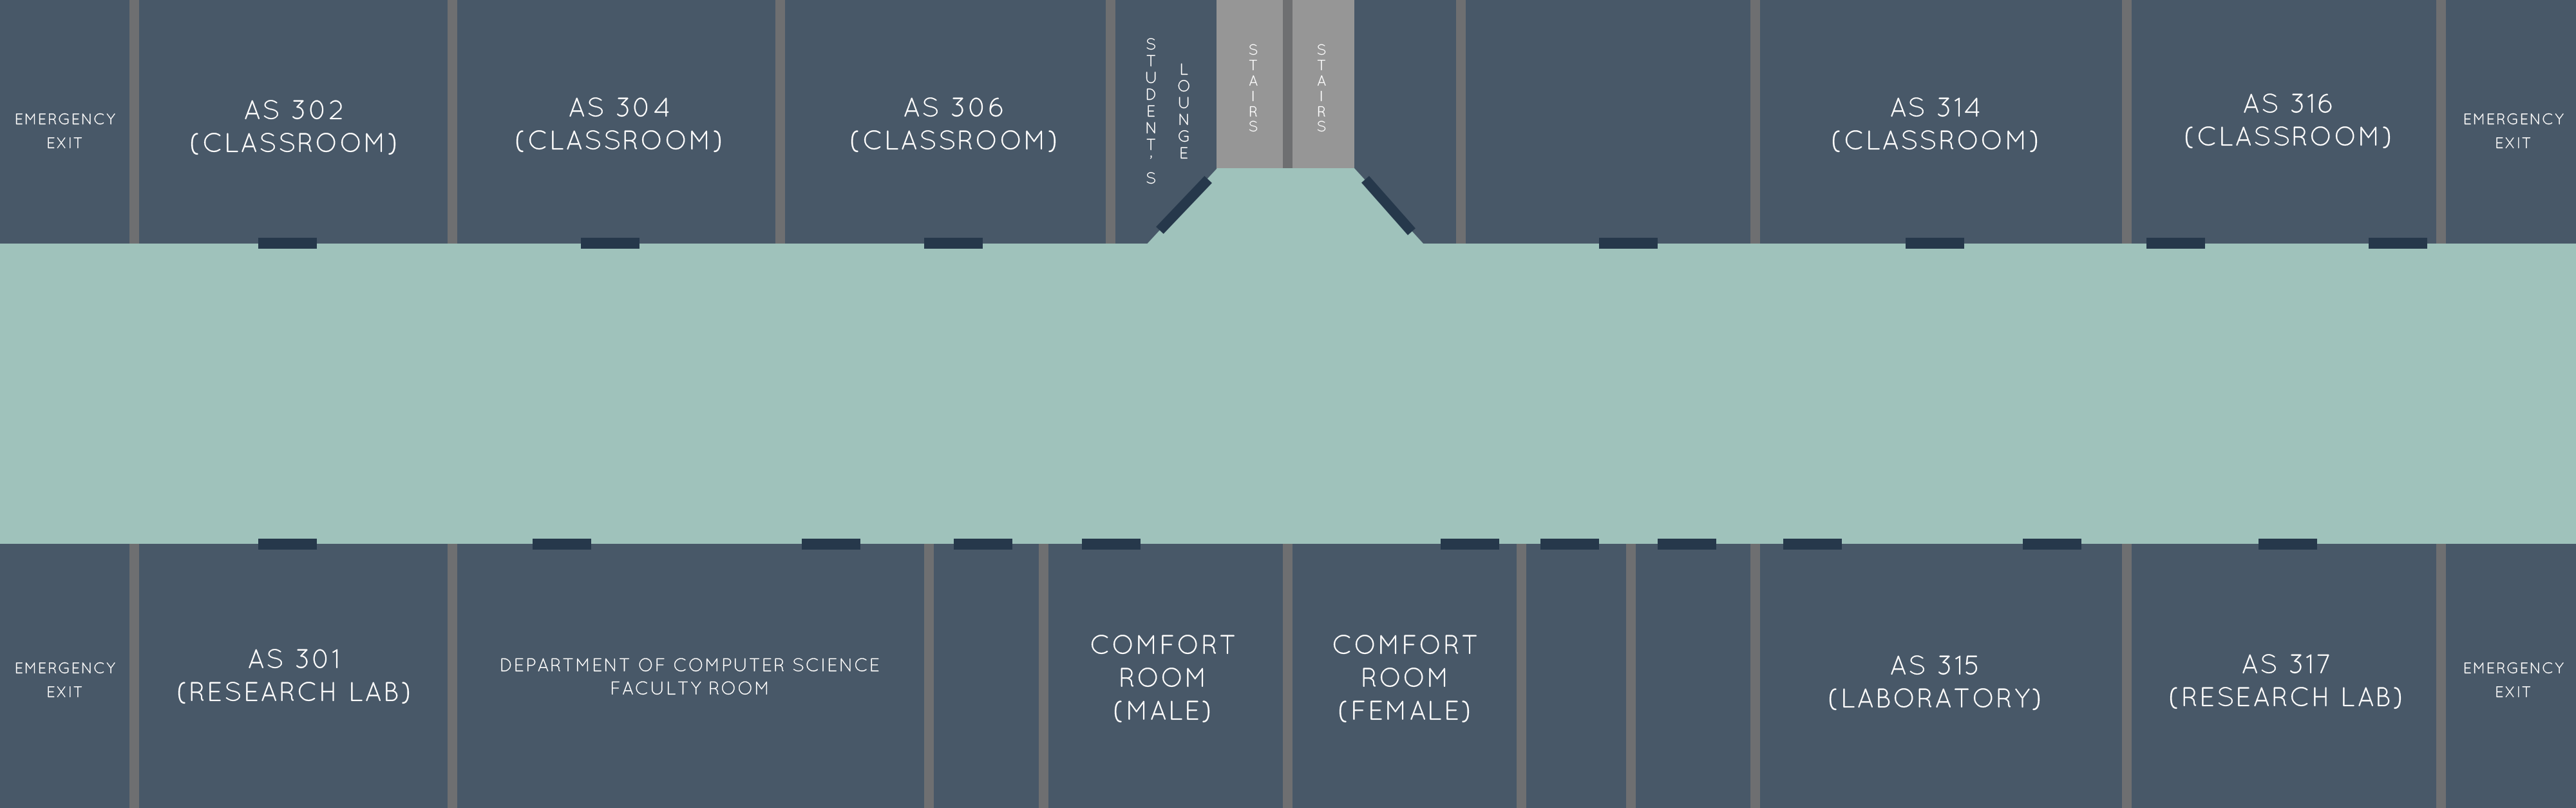 EMERGENCY
EXIT
AS 302
(CLASSROOM)
AS 304
(CLASSROOM)
AS 306
(CLASSROOM)
STUDENT'S
LOUNGE
STAIRS
STAIRS
AS 314
(CLASSROOM)
AS 316
(CLASSROOM)
EMERGENCY
EXIT
EMERGENCY
EXIT
AS 301
(RESEARCH LAB)
DEPARTMENT OF COMPUTER SCIENCE
FACULTY ROOM
COMFORT
ROOM
(MALE)
COMFORT
ROOM
(FEMALE)
AS 315
(LABORATORY)
AS 317
(RESEARCH LAB)
EMERGENCY
EXIT